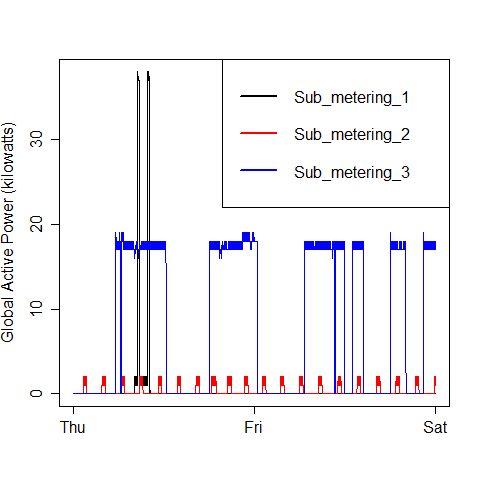 Sub_metering_1
Sub_metering_2
Sub_metering_3
Global Active Power (kilowatts)
30
20
10
0
Thu Fri Sat